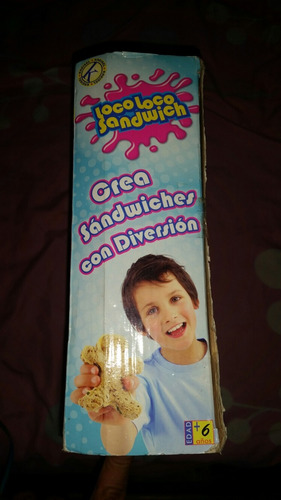 Loco Loco
Sandwich
Crea
Sándwiches
con Diversión
EDAD
+6
años